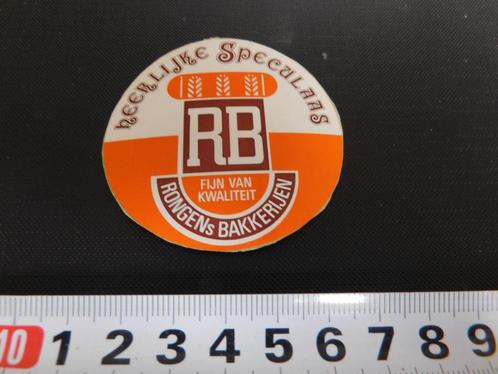 HEERLIJKE SPECULAAS
RB
FIJN VAN
KWALITEIT
RONGENs BAKKERIJEN
10 1 2 3 4 5 6 7 8 9